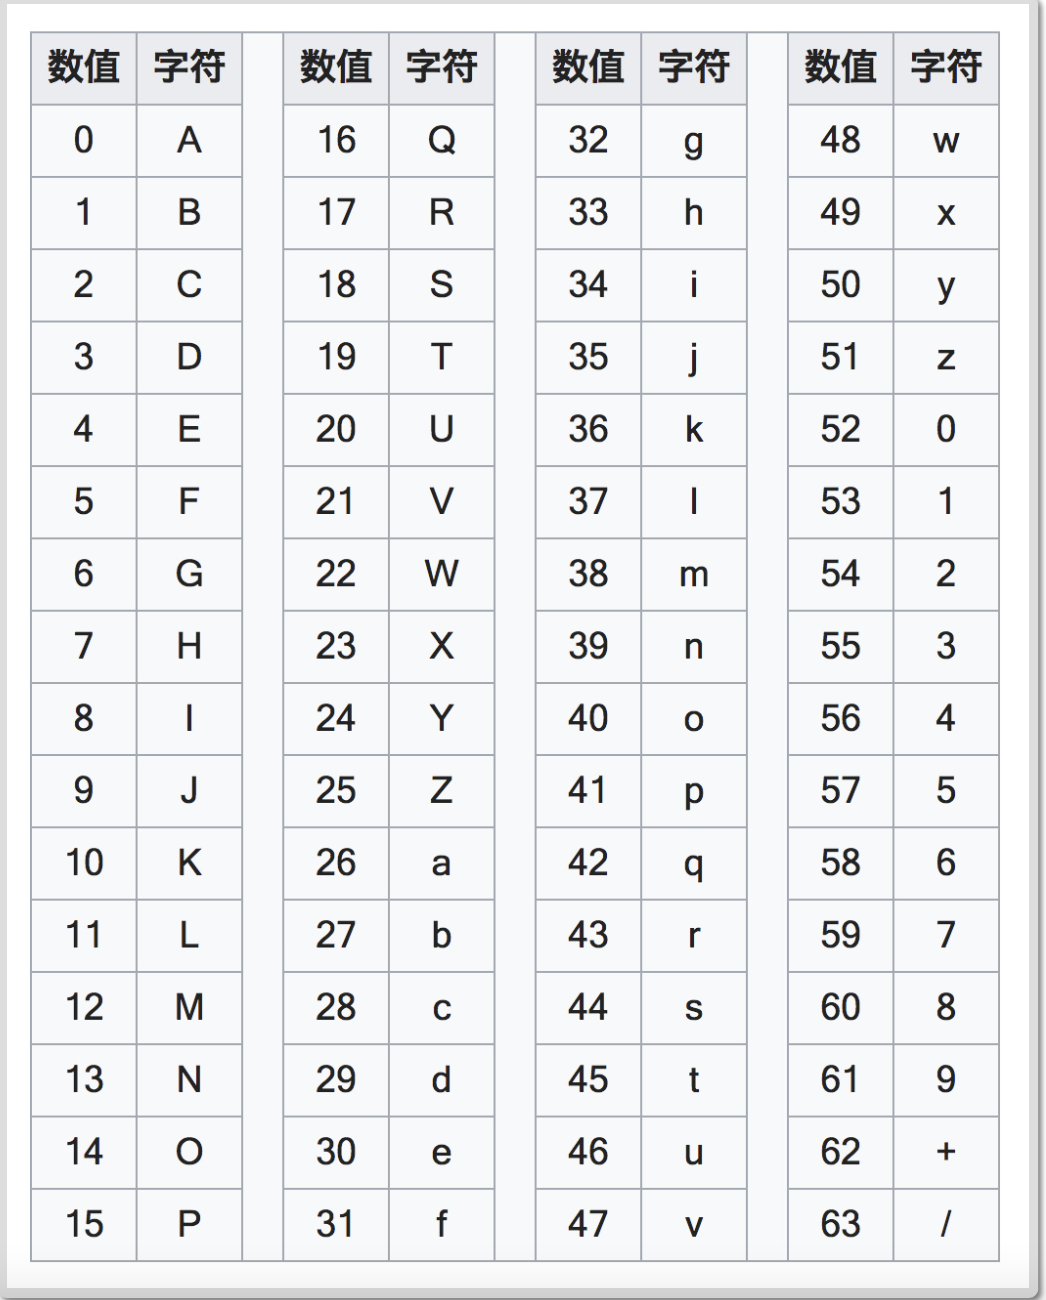 数值 字符 数值 字符 数值 字符 数值 字符
0 A 16 Q 32 g 48 w
1 B 17 R 33 h 49 x
2 C 18 S 34 i 50 y
3 D 19 T 35 j 51 z
4 E 20 U 36 k 52 0
5 F 21 V 37 l 53 1
6 G 22 W 38 m 54 2
7 H 23 X 39 n 55 3
8 I 24 Y 40 o 56 4
9 J 25 Z 41 p 57 5
10 K 26 a 42 q 58 6
11 L 27 b 43 r 59 7
12 M 28 c 44 s 60 8
13 N 29 d 45 t 61 9
14 O 30 e 46 u 62 +
15 P 31 f 47 v 63 /